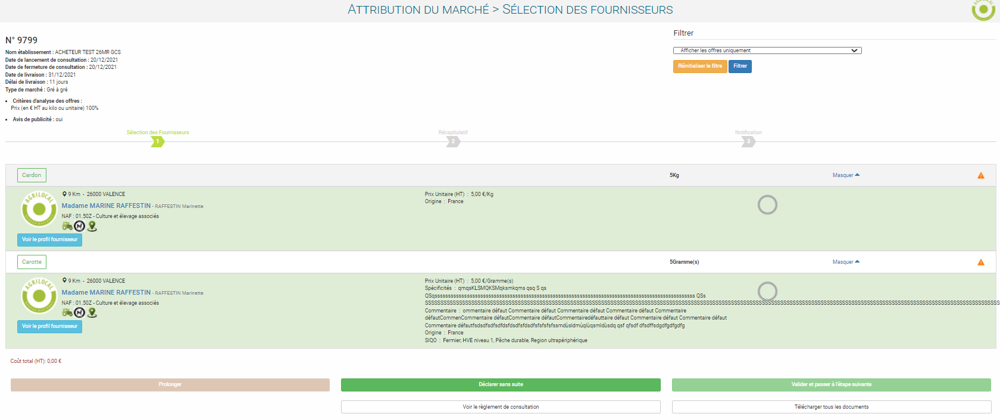 Attribution du marché > Sélection des fournisseurs
AGRILOCAL
N° 9799
Nom établissement : ACHETEUR TEST 26MR GCS
Date de lancement de consultation : 20/12/2021
Date de fermeture de consultation : 20/12/2021
Date de livraison : 31/12/2021
Délai de livraison : 11 jours
Type de marché : Gré à gré
• Critères d'analyse des offres :
Prix (en € HT au kilo ou unitaire) 100%
• Avis de publicité : oui
Filtrer
Afficher les offres uniquement
Réinitialiser le filtre Filtrer
Sélection des Fournisseurs Récapitulatif Notification
1 2 3
Cardon 5Kg Masquer
AGRILOCAL
9 Km - 26000 VALENCE
Madame MARINE RAFFESTIN - RAFFESTIN Marinette
NAF : 01.50Z - Culture et élevage associés
Voir le profil fournisseur
Prix Unitaire (HT) : 5,00 €/Kg
Origine : France
Carotte 5Gramme(s) Masquer
AGRILOCAL
9 Km - 26000 VALENCE
Madame MARINE RAFFESTIN - RAFFESTIN Marinette
NAF : 01.50Z - Culture et élevage associés
Voir le profil fournisseur
Prix Unitaire (HT) : 5,00 €/Gramme(s)
Spécificités : qmqsKLSMQKSMqksmkqms qsq S qs
QSs
Commentaire : ommentaire défaut Commentaire défaut Commentaire défaut Commentaire défaut Commentaire
défautCommenCommentaire défautCommentaire défautCommentairedéfauttaire défaut Commentaire défaut Commentaire défaut
Commentaire qsf qfsdf dfsdffsdgdfgdfgdfg
Origine : France
SIQO : Fermier, HVE niveau 1, Pêche durable, Region ultrapériphérique
Coût total (HT): 0,00 €
Prolonger Déclarer sans suite Valider et passer à l'étape suivante
Voir le règlement de consultation Télécharger tous les documents